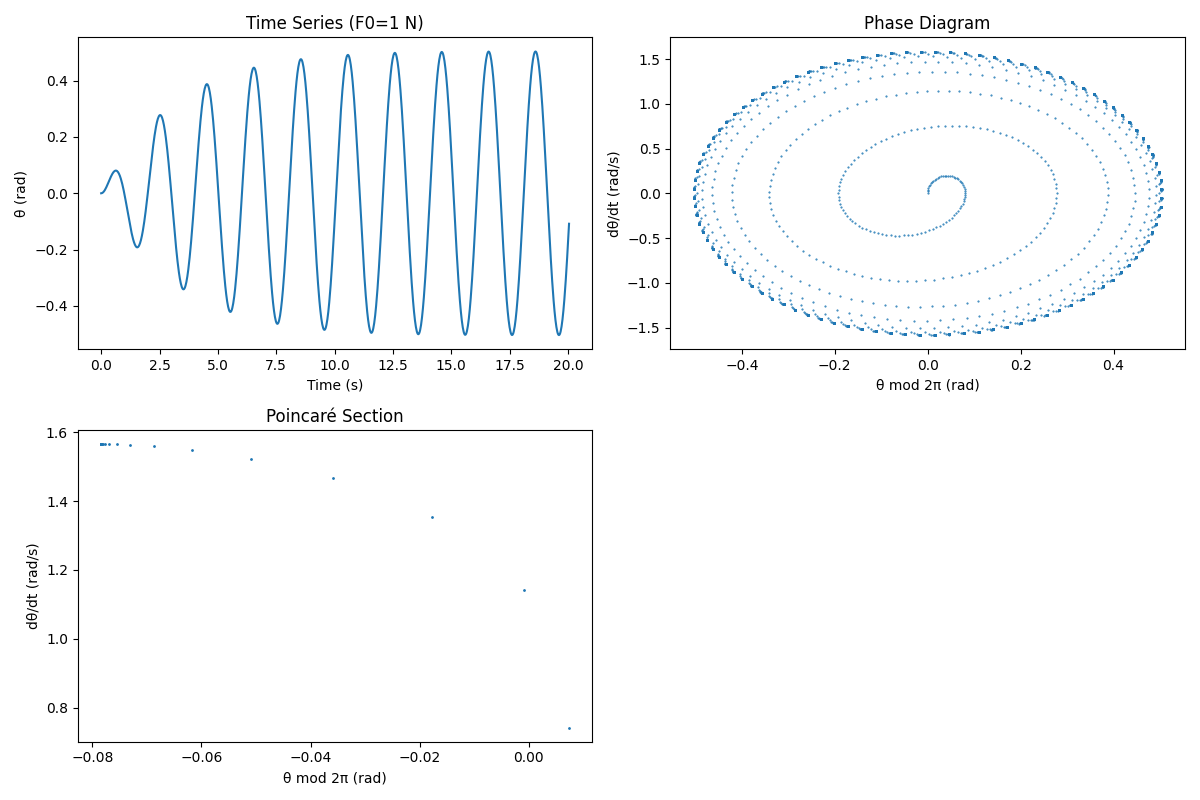 Time Series (F0=1 N)
θ (rad)
0.4
0.2
0.0
−0.2
−0.4
0.0 2.5 5.0 7.5 10.0 12.5 15.0 17.5 20.0
Time (s)
Phase Diagram
dθ/dt (rad/s)
1.5
1.0
0.5
0.0
−0.5
−1.0
−1.5
−0.4 −0.2 0.0 0.2 0.4
θ mod 2π (rad)
Poincaré Section
dθ/dt (rad/s)
1.6
1.4
1.2
1.0
0.8
−0.08 −0.06 −0.04 −0.02 0.00
θ mod 2π (rad)